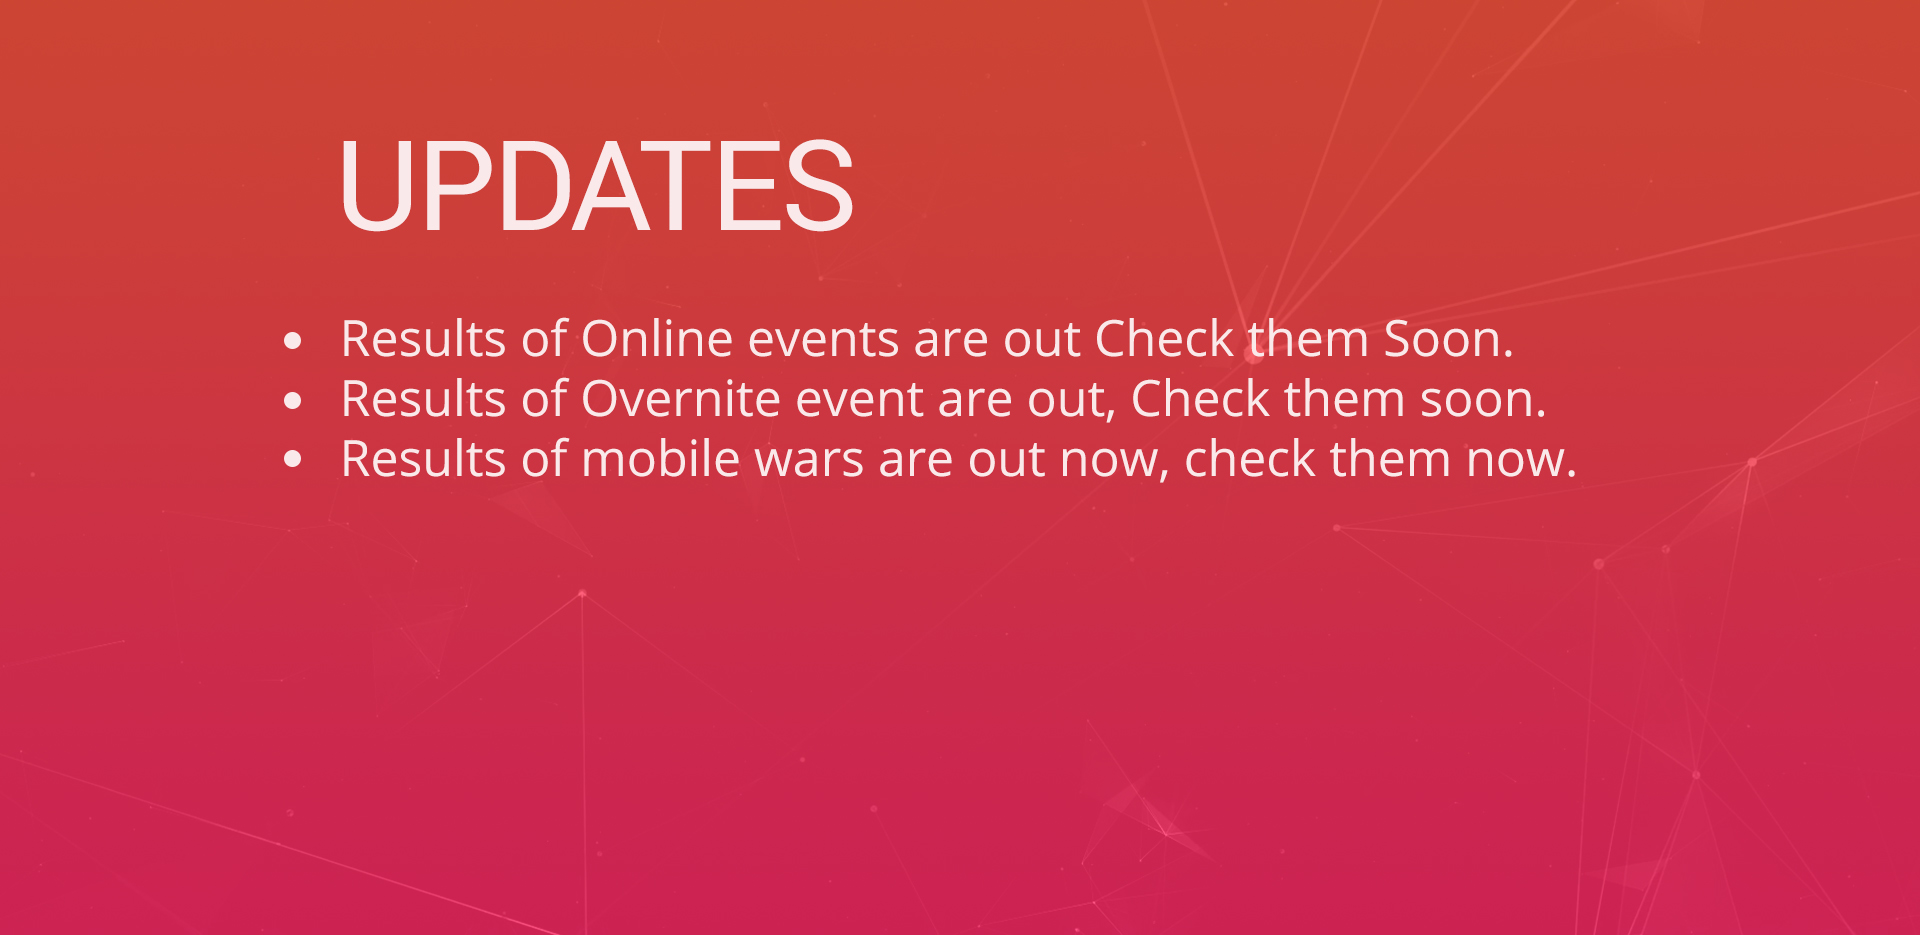 UPDATES
• Results of Online events are out Check them Soon.
• Results of Overnite event are out, Check them soon.
• Results of mobile wars are out now, check them now.